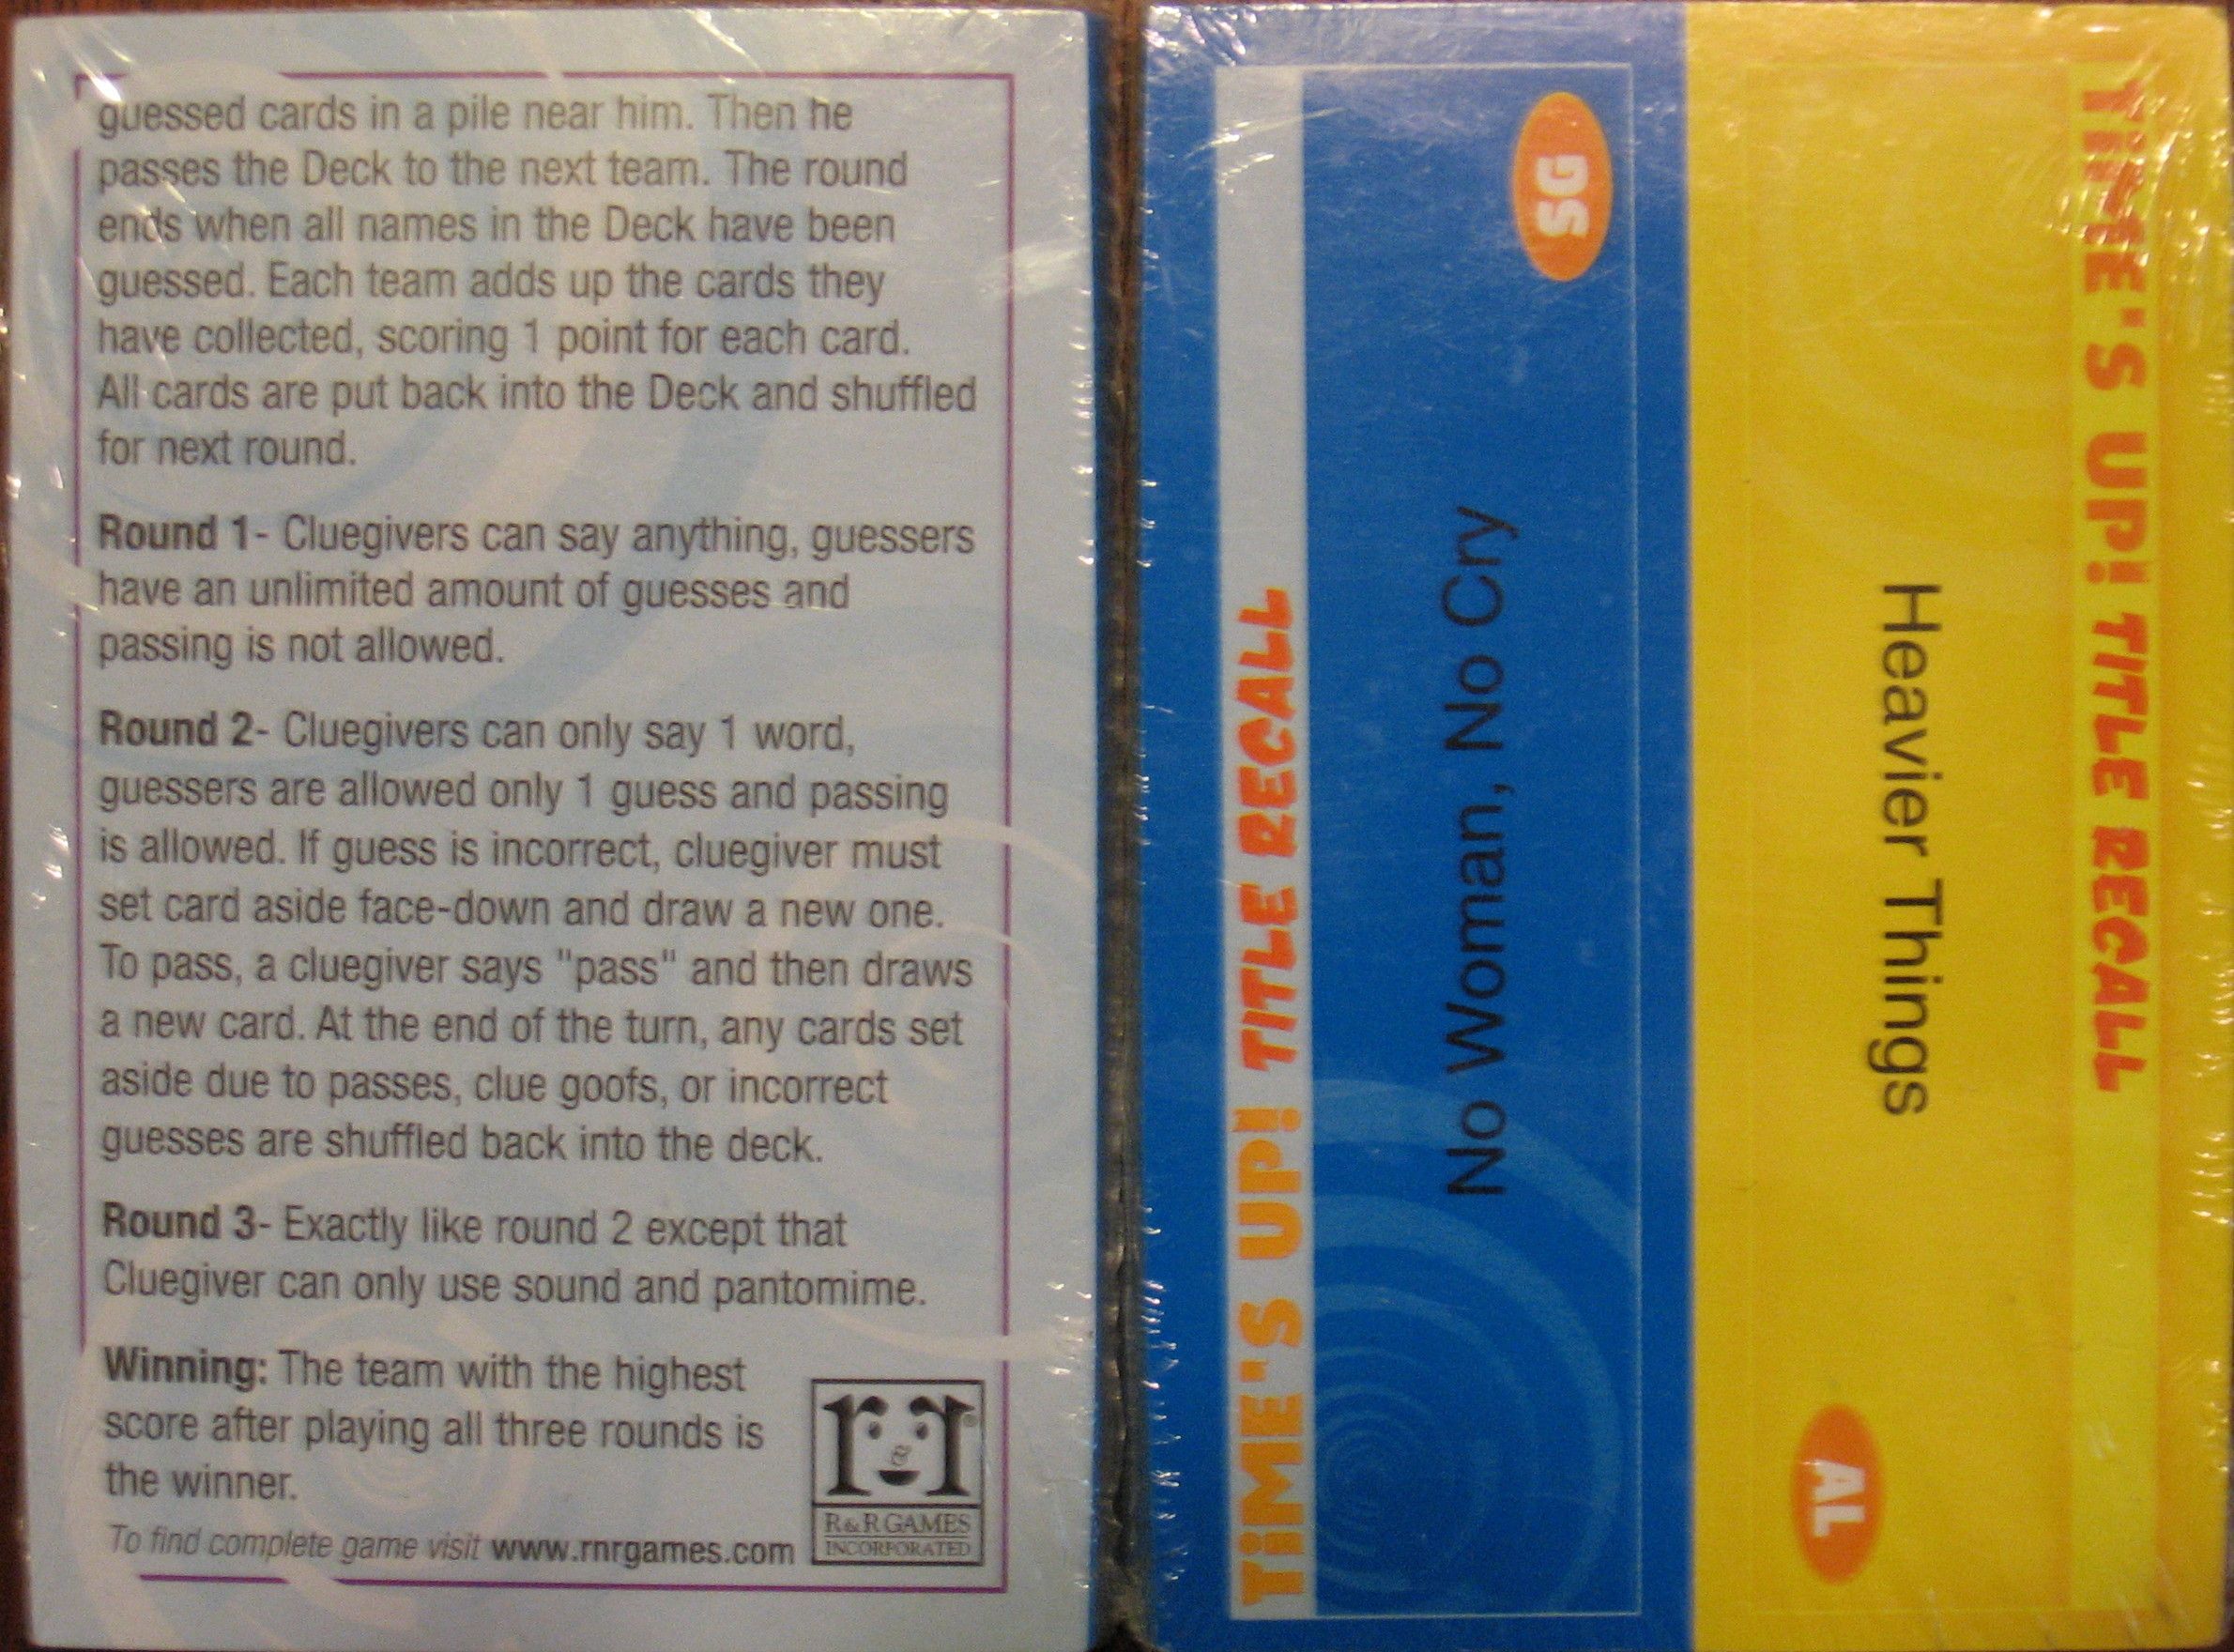 guessed cards in a pile near him. Then he
passes the Deck to the next team. The round
ends when all names in the Deck have been
guessed. Each team adds up the cards they
have collected, scoring 1 point for each card.
All cards are put back into the Deck and shuffled
for next round.
Round 1- Cluegivers can say anything, guessers
have an unlimited amount of guesses and
passing is not allowed.
Round 2- Cluegivers can only say 1 word,
guessers are allowed only 1 guess and passing
is allowed. If guess is incorrect, cluegiver must
set card aside face-down and draw a new one.
To pass, a cluegiver says "pass" and then draws
a new card. At the end of the turn, any cards set
aside due to passes, clue goofs, or incorrect
guesses are shuffled back into the deck.
Round 3- Exactly like round 2 except that
Cluegiver can only use sound and pantomime.
Winning: The team with the highest
score after playing all three rounds is
the winner.
To find complete game visit www.rnrgames.com
r&r®
R&R GAMES
INCORPORATED
TiME'S UP! TITLE RECALL
No Woman, No Cry
SG
TiME'S UP! TITLE RECALL
Heavier Things
AL